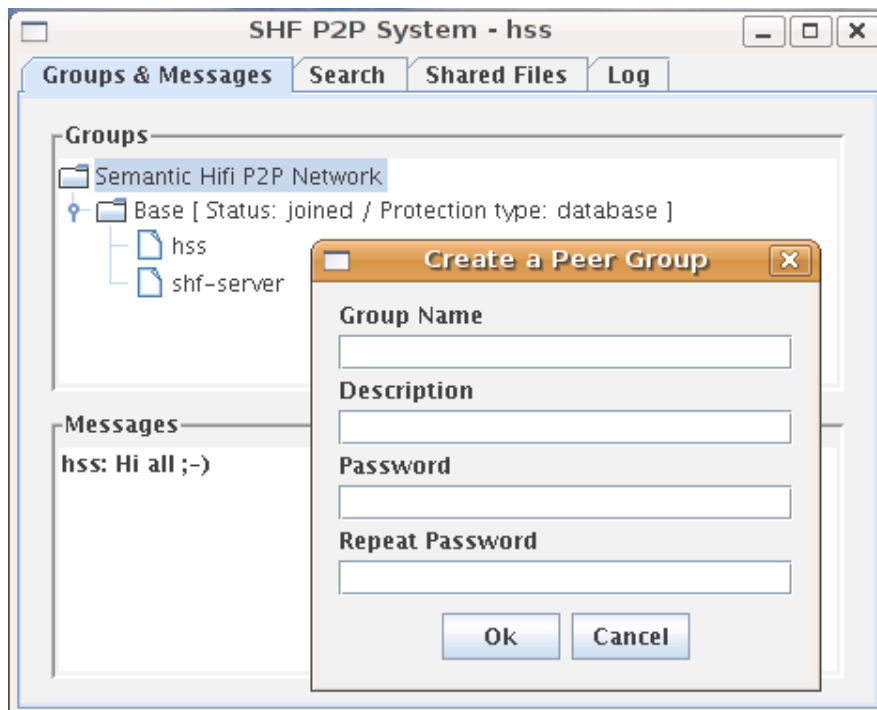 SHF P2P System - hss
Groups & Messages Search Shared Files Log
Groups
Semantic Hifi P2P Network
Base [ Status: joined / Protection type: database ]
hss
shf-server
Messages
hss: Hi all ;-)
Create a Peer Group
Group Name
Description
Password
Repeat Password
Ok Cancel